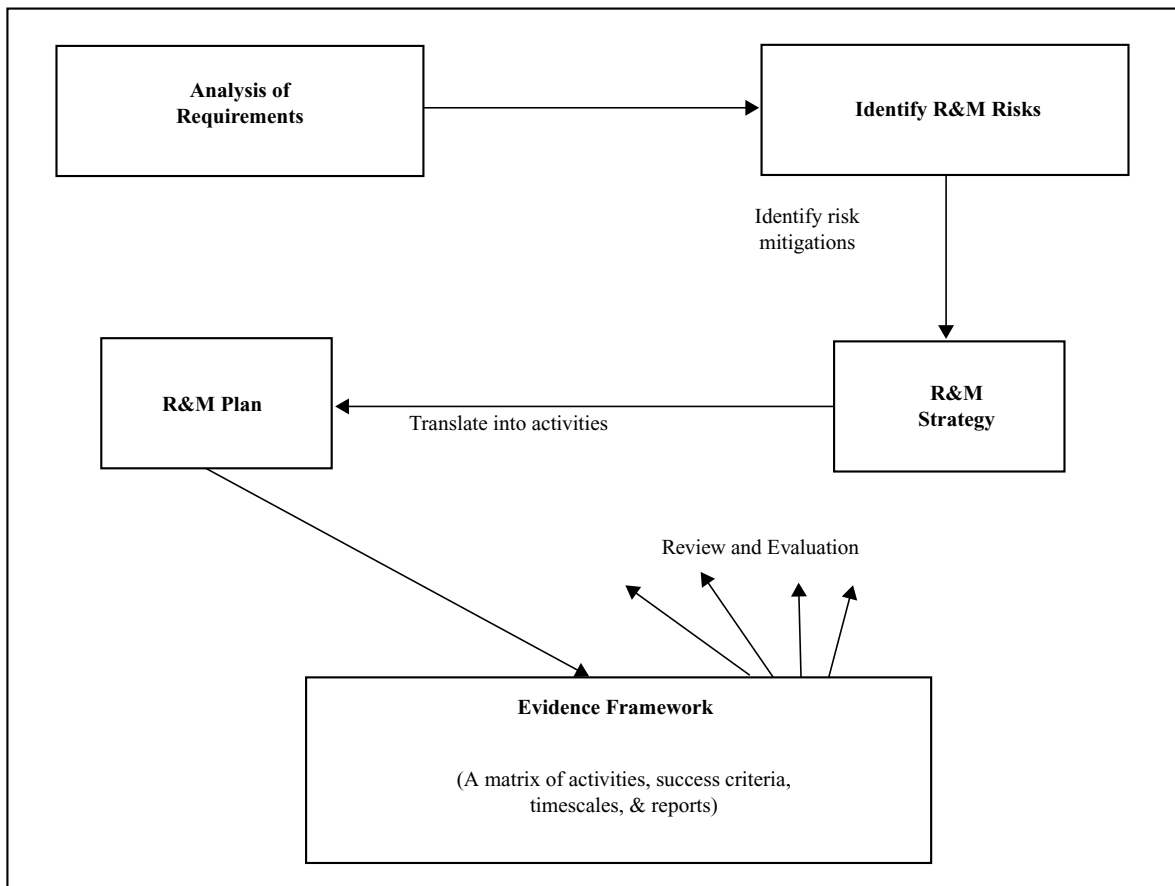 Analysis of
Requirements
Identify R&M Risks
Identify risk
mitigations
R&M Plan
Translate into activities
R&M
Strategy
Review and Evaluation
Evidence Framework
(A matrix of activities, success criteria,
timescales, & reports)